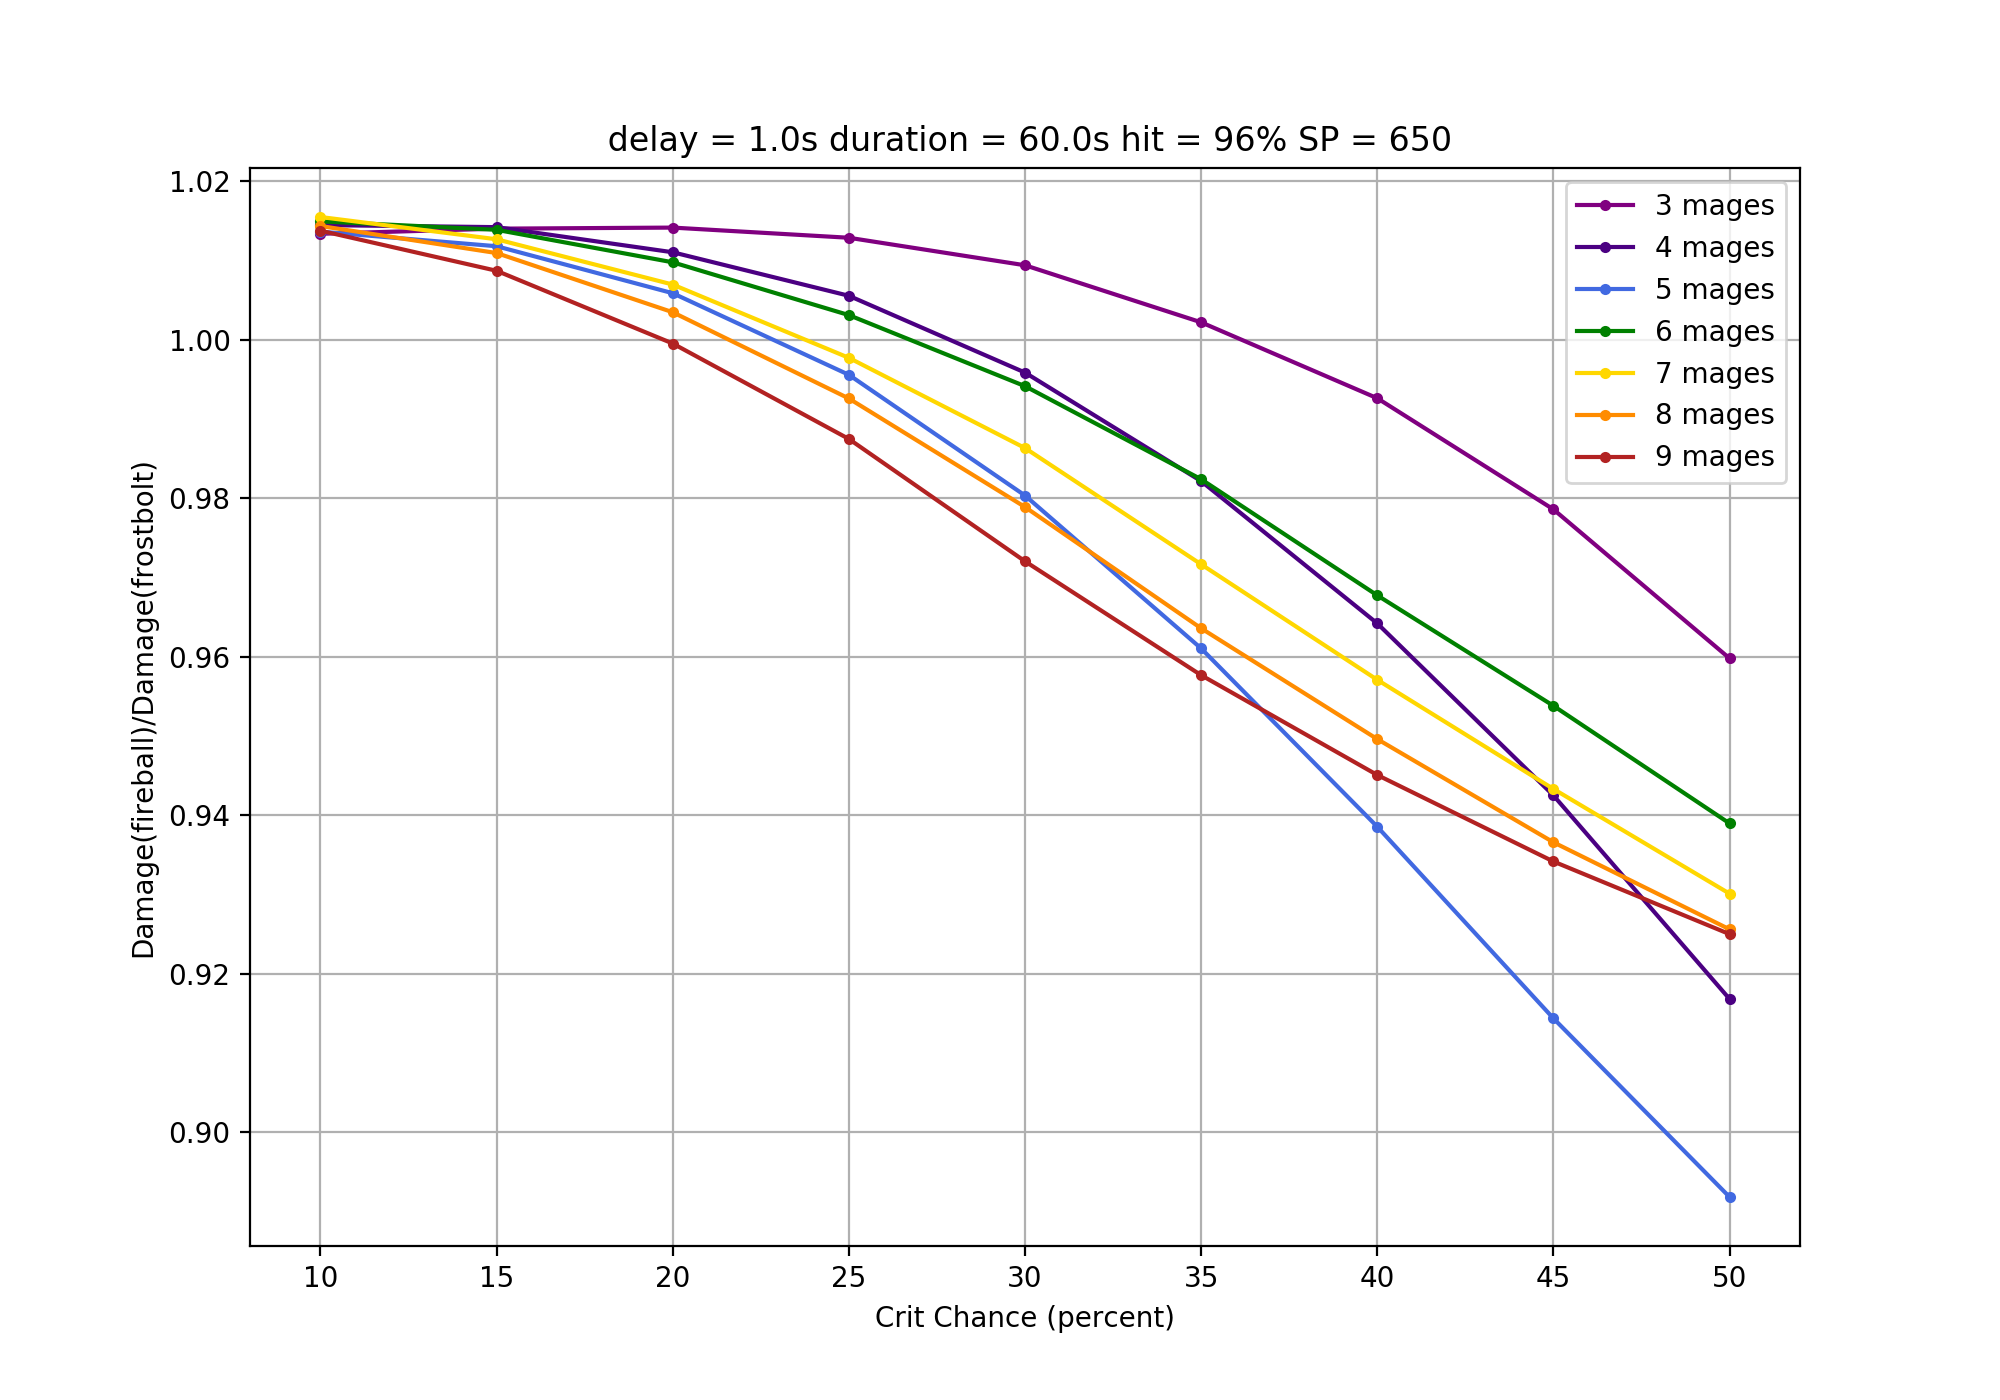 delay = 1.0s duration = 60.0s hit = 96% SP = 650
1.02
1.00
0.98
0.96
0.94
0.92
0.90
Damage(fireball)/Damage(frostbolt)
3 mages
4 mages
5 mages
6 mages
7 mages
8 mages
9 mages
10 15 20 25 30 35 40 45 50
Crit Chance (percent)